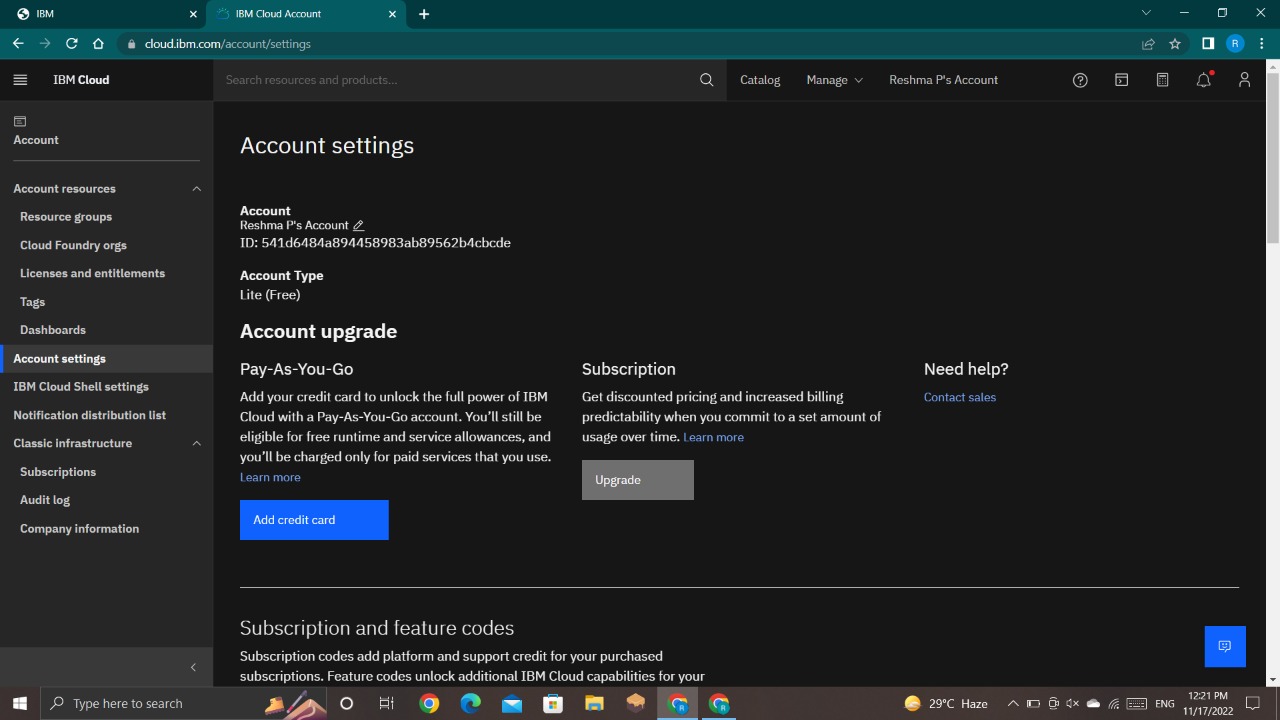 IBM
IBM Cloud Account
cloud.ibm.com/account/settings
R
IBM Cloud
Search resources and products...
Catalog
Manage
Reshma P's Account
Account
Account resources
Resource groups
Cloud Foundry orgs
Licenses and entitlements
Tags
Dashboards
Account settings
IBM Cloud Shell settings
Notification distribution list
Classic infrastructure
Subscriptions
Audit log
Company information
Account settings
Account
Reshma P's Account
ID: 541d6484a894458983ab89562b4cbcde
Account Type
Lite (Free)
Account upgrade
Pay-As-You-Go
Add your credit card to unlock the full power of IBM
Cloud with a Pay-As-You-Go account. You'll still be
eligible for free runtime and service allowances, and
you'll be charged only for paid services that you use.
Learn more
Add credit card
Subscription
Get discounted pricing and increased billing
predictability when you commit to a set amount of
usage over time. Learn more
Upgrade
Need help?
Contact sales
Subscription and feature codes
Subscription codes add platform and support credit for your purchased
subscriptions. Feature codes unlock additional IBM Cloud capabilities for your
Type here to search
R
R
29°C Haze
ENG
12:21 PM
11/17/2022